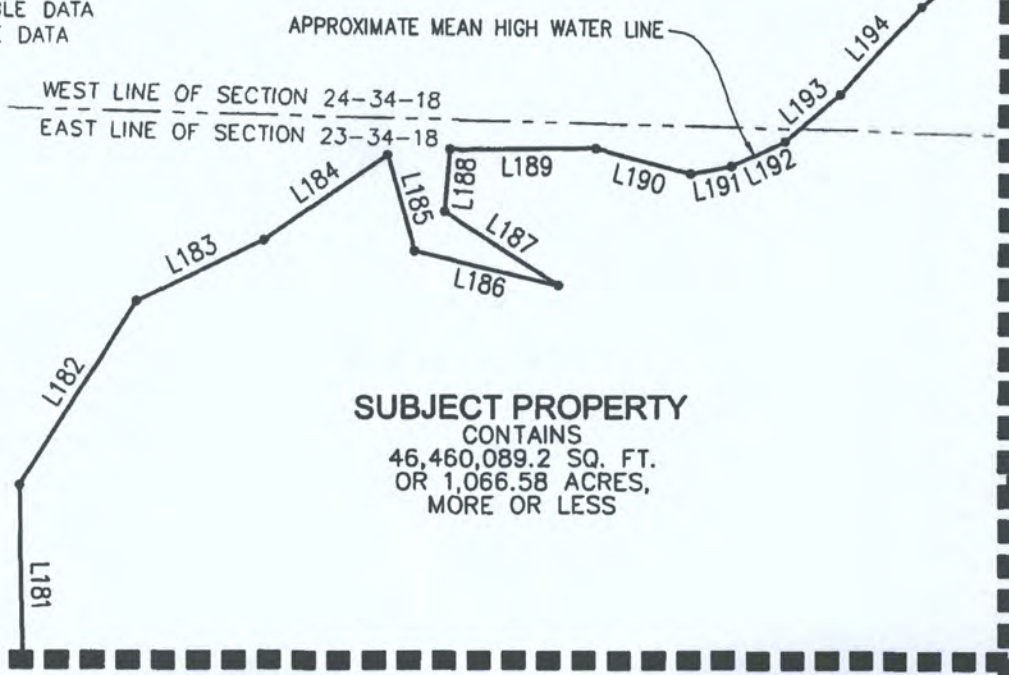 BLE DATA
E DATA
APPROXIMATE MEAN HIGH WATER LINE
L194
L193
WEST LINE OF SECTION 24-34-18
EAST LINE OF SECTION 23-34-18
L192
L191
L190
L189
L188
L187
L186
L185
L184
L183
L182
L181
SUBJECT PROPERTY
CONTAINS
46,460,089.2 SQ. FT.
OR 1,066.58 ACRES,
MORE OR LESS